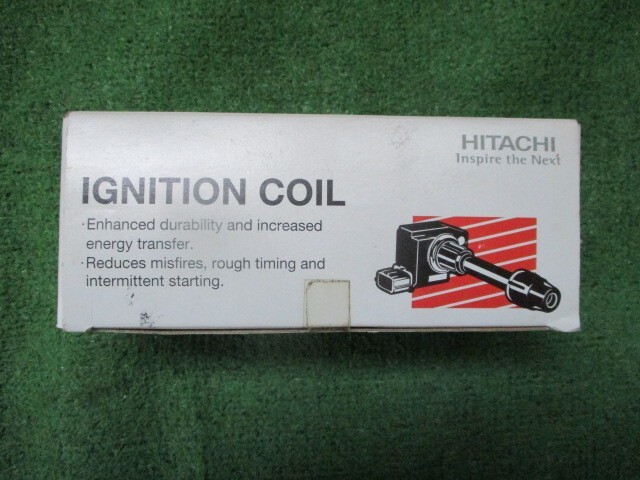 HITACHI
Inspire the Next
IGNITION COIL
·Enhanced durability and increased
energy transfer.
·Reduces misfires, rough timing and
intermittent starting.